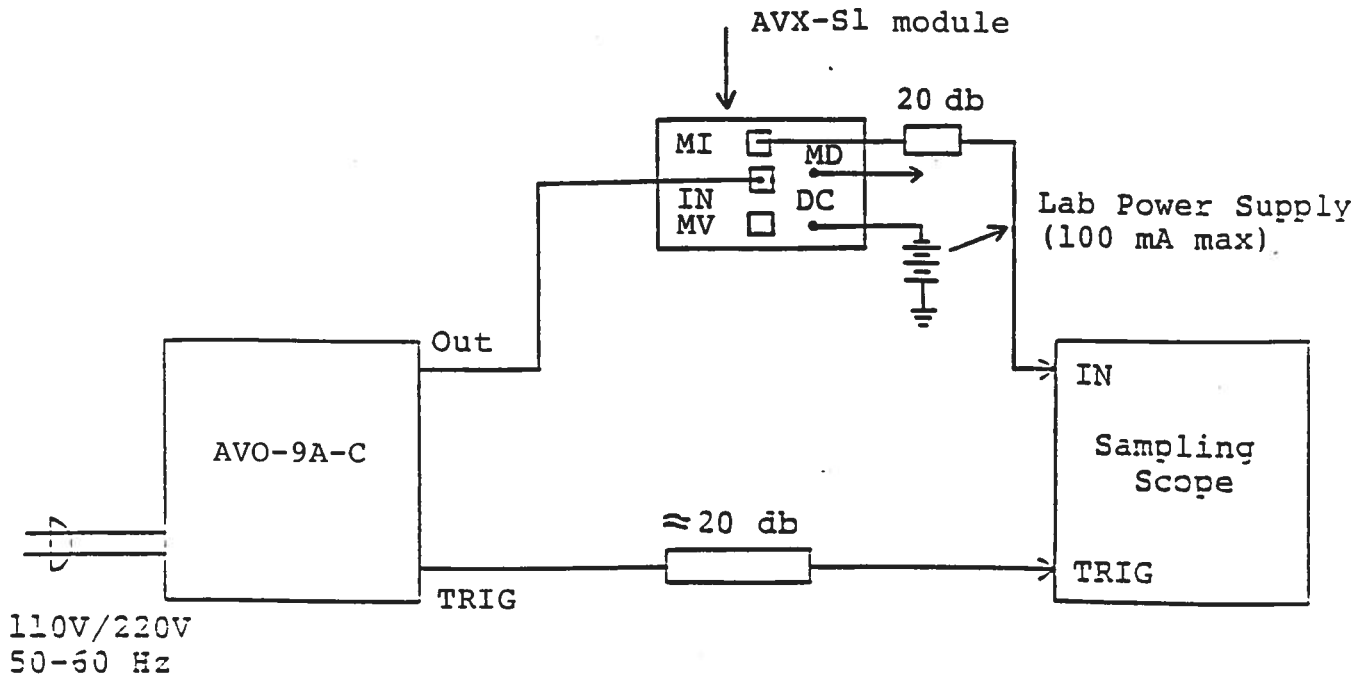 AVX-S1 module
20 db
MI
MD
IN
DC
MV
Lab Power Supply
(100 mA max)
Out
IN
AVO-9A-C
Sampling
Scope
≈20 db
TRIG
TRIG
110V/220V
50-60 Hz